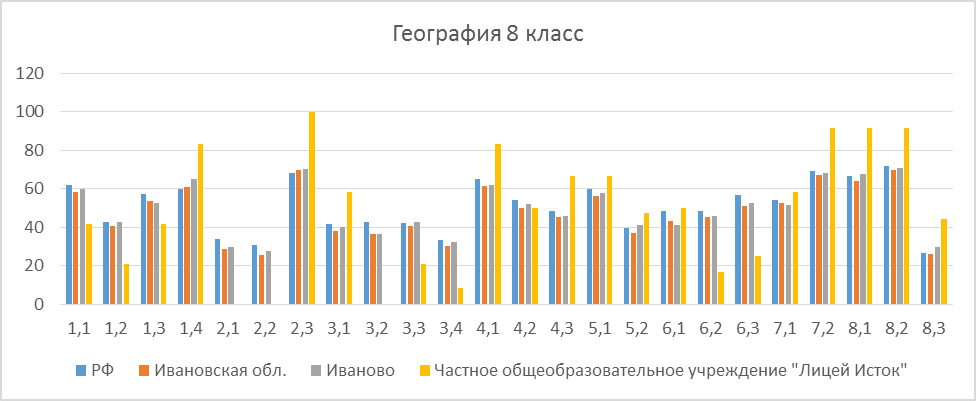 География 8 класс
120
100
80
60
40
20
0
1,1 1,2 1,3 1,4 2,1 2,2 2,3 3,1 3,2 3,3 3,4 4,1 4,2 4,3 5,1 5,2 6,1 6,2 6,3 7,1 7,2 8,1 8,2 8,3
РФ Ивановская обл. Иваново Частное общеобразовательное учреждение "Лицей Исток"